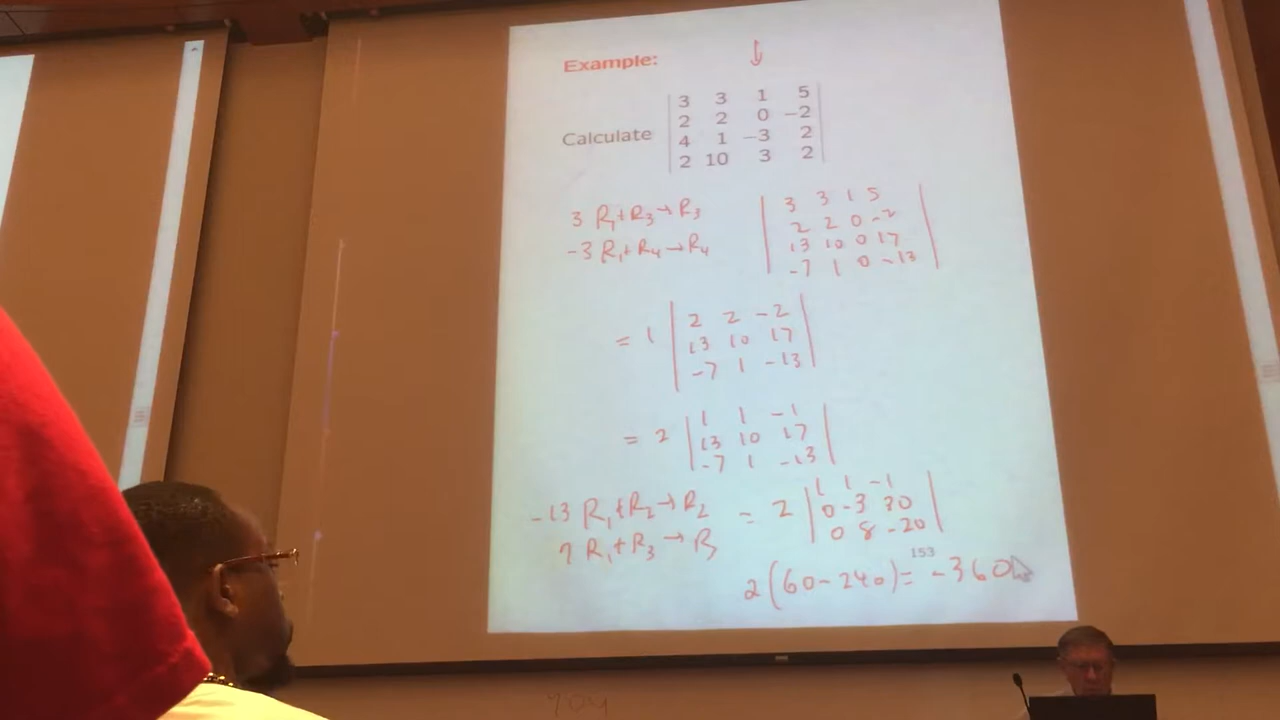 Example:
Calculate
3 3 1 5
2 2 0 −2
4 1 −3 2
2 10 3 2
3 R₁+R₃→R₃
-3 R₁+R₄→R₄
3 3 1 5
2 2 0 -2
13 10 0 17
-7 1 0 -13
= 1
2 2 -2
13 10 17
-7 1 -13
= 2
1 1 -1
13 10 17
-7 1 -13
-13 R₁+R₂→R₂
7 R₁+R₃→R₃
= 2
1 1 -1
0 -3 30
0 8 -20
153
2(60-240)= -360